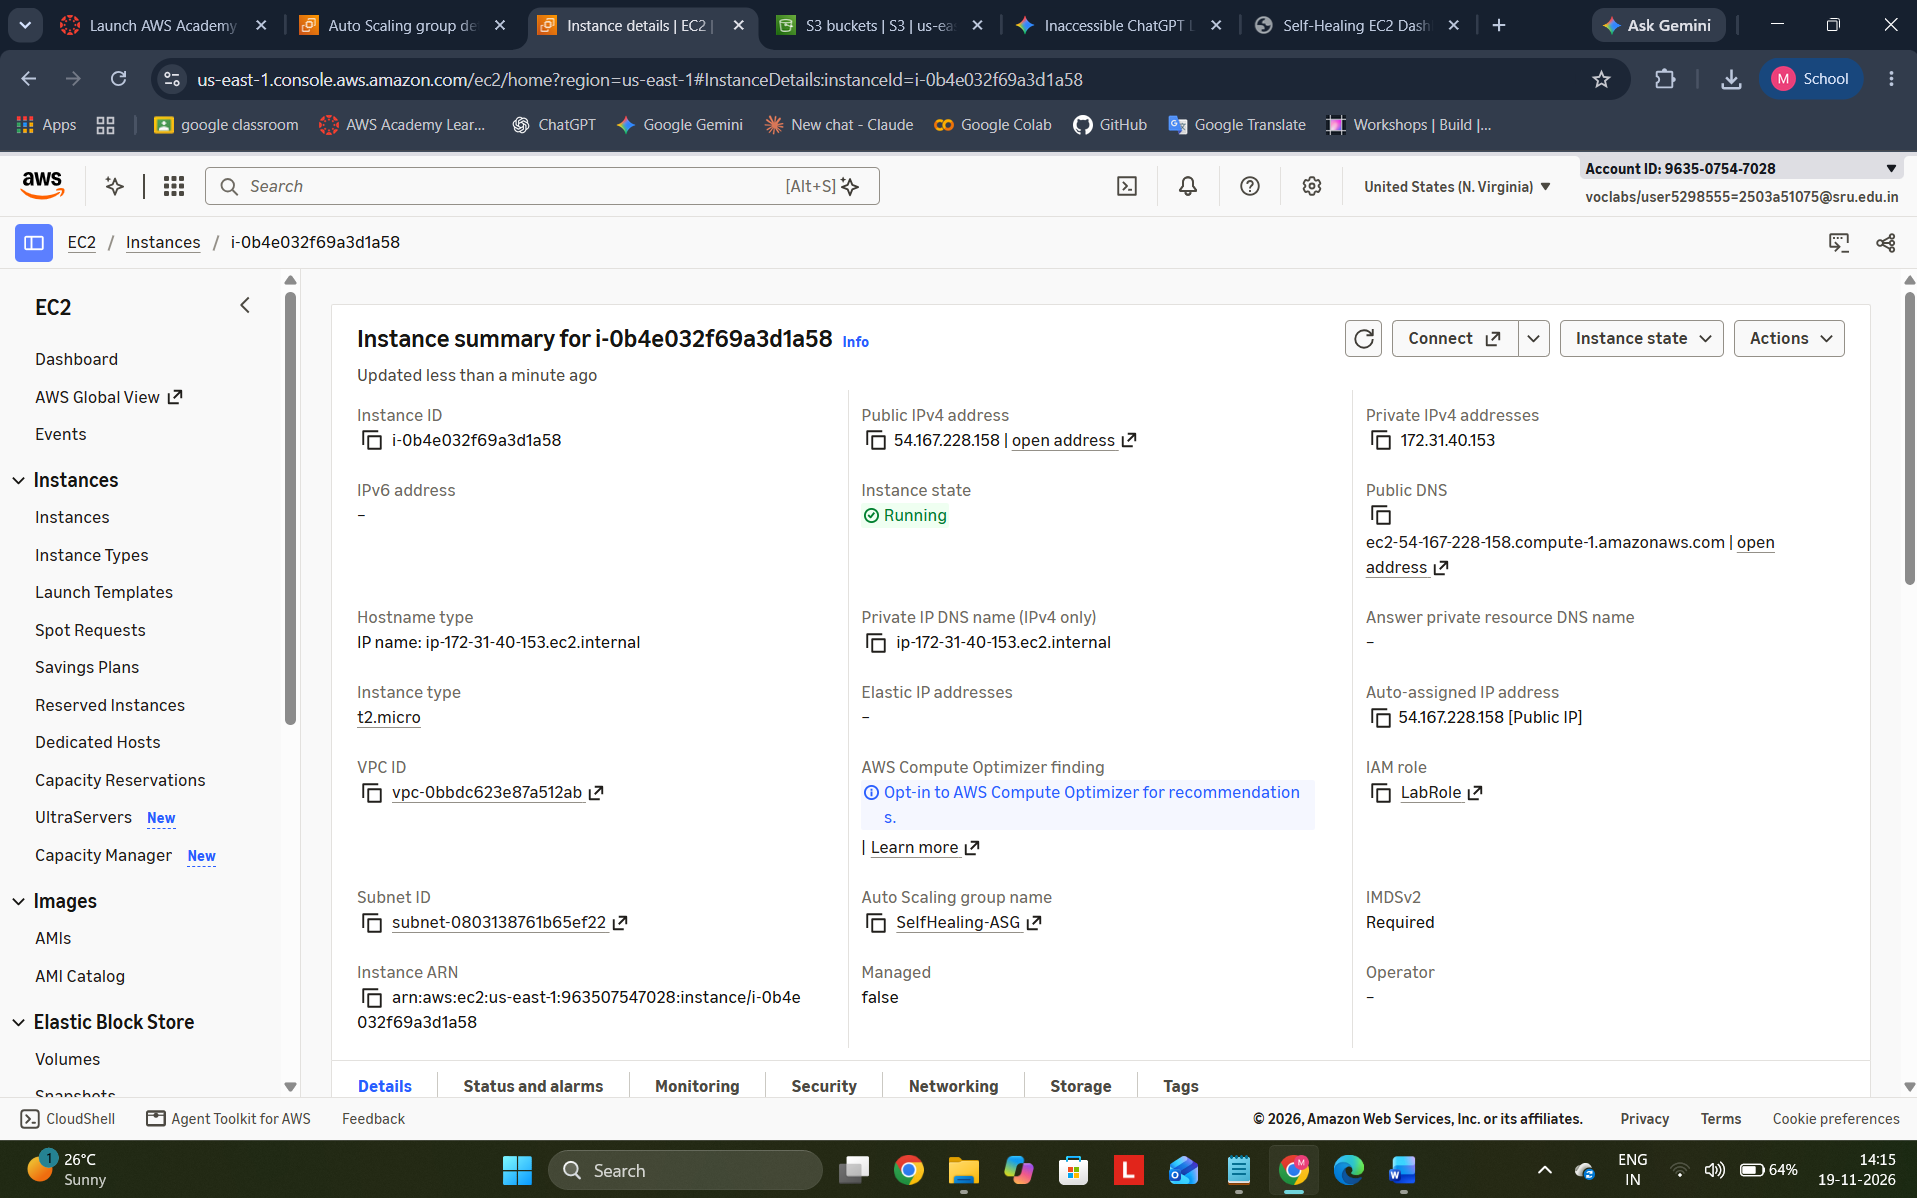 Launch AWS Academy
Auto Scaling group de
Instance details | EC2 |
S3 buckets | S3 | us-eas
Inaccessible ChatGPT L
Self-Healing EC2 Dash
Ask Gemini
us-east-1.console.aws.amazon.com/ec2/home?region=us-east-1#InstanceDetails:instanceId=i-0b4e032f69a3d1a58
M School
Apps
google classroom
AWS Academy Lear...
ChatGPT
Google Gemini
New chat - Claude
Google Colab
GitHub
Google Translate
Workshops | Build |...
aws
Search
[Alt+S]
United States (N. Virginia)
Account ID: 9635-0754-7028
voclabs/user5298555=2503a51075@sru.edu.in
EC2 / Instances / i-0b4e032f69a3d1a58
EC2
Dashboard
AWS Global View
Events
Instances
Instances
Instance Types
Launch Templates
Spot Requests
Savings Plans
Reserved Instances
Dedicated Hosts
Capacity Reservations
UltraServers New
Capacity Manager New
Images
AMIs
AMI Catalog
Elastic Block Store
Volumes
Snapshots
Instance summary for i-0b4e032f69a3d1a58 Info
Updated less than a minute ago
Connect
Instance state
Actions
Instance ID
i-0b4e032f69a3d1a58
Public IPv4 address
54.167.228.158 | open address
Private IPv4 addresses
172.31.40.153
IPv6 address
–
Instance state
Running
Public DNS
ec2-54-167-228-158.compute-1.amazonaws.com | open
address
Hostname type
IP name: ip-172-31-40-153.ec2.internal
Private IP DNS name (IPv4 only)
ip-172-31-40-153.ec2.internal
Answer private resource DNS name
–
Instance type
t2.micro
Elastic IP addresses
–
Auto-assigned IP address
54.167.228.158 [Public IP]
VPC ID
vpc-0bbdc623e87a512ab
AWS Compute Optimizer finding
Opt-in to AWS Compute Optimizer for recommendation
s.
| Learn more
IAM role
LabRole
Subnet ID
subnet-0803138761b65ef22
Auto Scaling group name
SelfHealing-ASG
IMDSv2
Required
Instance ARN
arn:aws:ec2:us-east-1:963507547028:instance/i-0b4e
032f69a3d1a58
Managed
false
Operator
–
Details
Status and alarms
Monitoring
Security
Networking
Storage
Tags
CloudShell
Agent Toolkit for AWS
Feedback
© 2026, Amazon Web Services, Inc. or its affiliates.
Privacy
Terms
Cookie preferences
1
26°C
Sunny
Search
L
M
W
ENG
IN
64%
14:15
19-11-2026